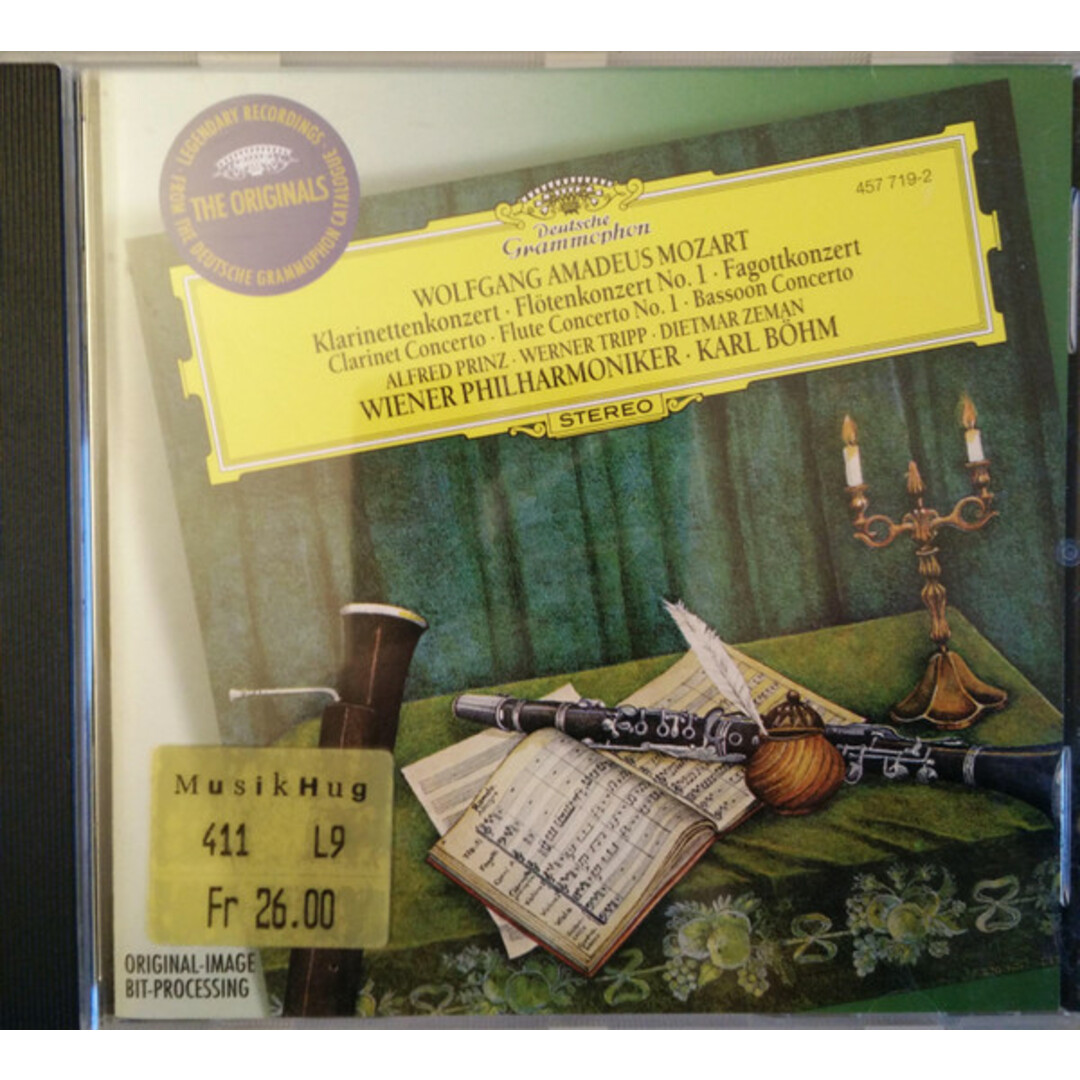 LEGENDARY RECORDINGS · FROM THE DEUTSCHE GRAMMOPHON CATALOGUE ·
THE ORIGINALS
457 719-2
Deutsche
Grammophon
WOLFGANG AMADEUS MOZART
Klarinettenkonzert · Flötenkonzert No. 1 · Fagottkonzert
Clarinet Concerto · Flute Concerto No. 1 · Bassoon Concerto
ALFRED PRINZ · WERNER TRIPP · DIETMAR ZEMAN
WIENER PHILHARMONIKER · KARL BÖHM
STEREO
MusikHug
411 L9
Fr 26.00
ORIGINAL-IMAGE
BIT-PROCESSING